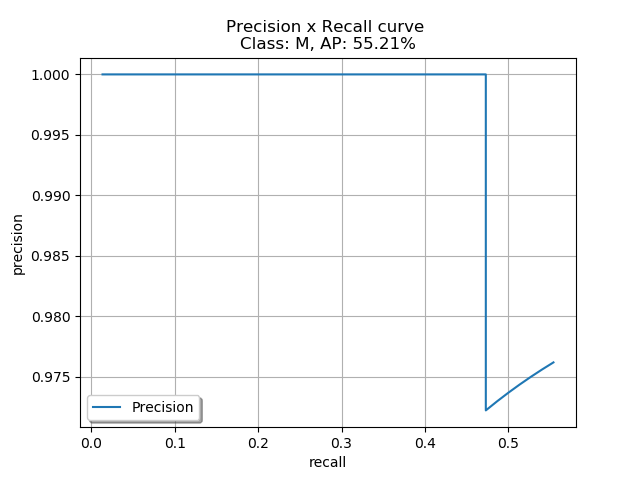 Precision x Recall curve
Class: M, AP: 55.21%
1.000
0.995
0.990
0.985
0.980
0.975
precision
Precision
0.0 0.1 0.2 0.3 0.4 0.5
recall